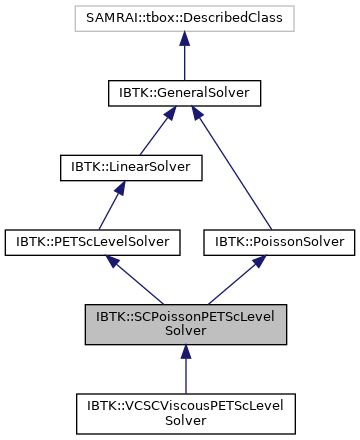 SAMRAI::tbox::DescribedClass
IBTK::GeneralSolver
IBTK::LinearSolver
IBTK::PETScLevelSolver
IBTK::PoissonSolver
IBTK::SCPoissonPETScLevel
Solver
IBTK::VCSCViscousPETScLevel
Solver